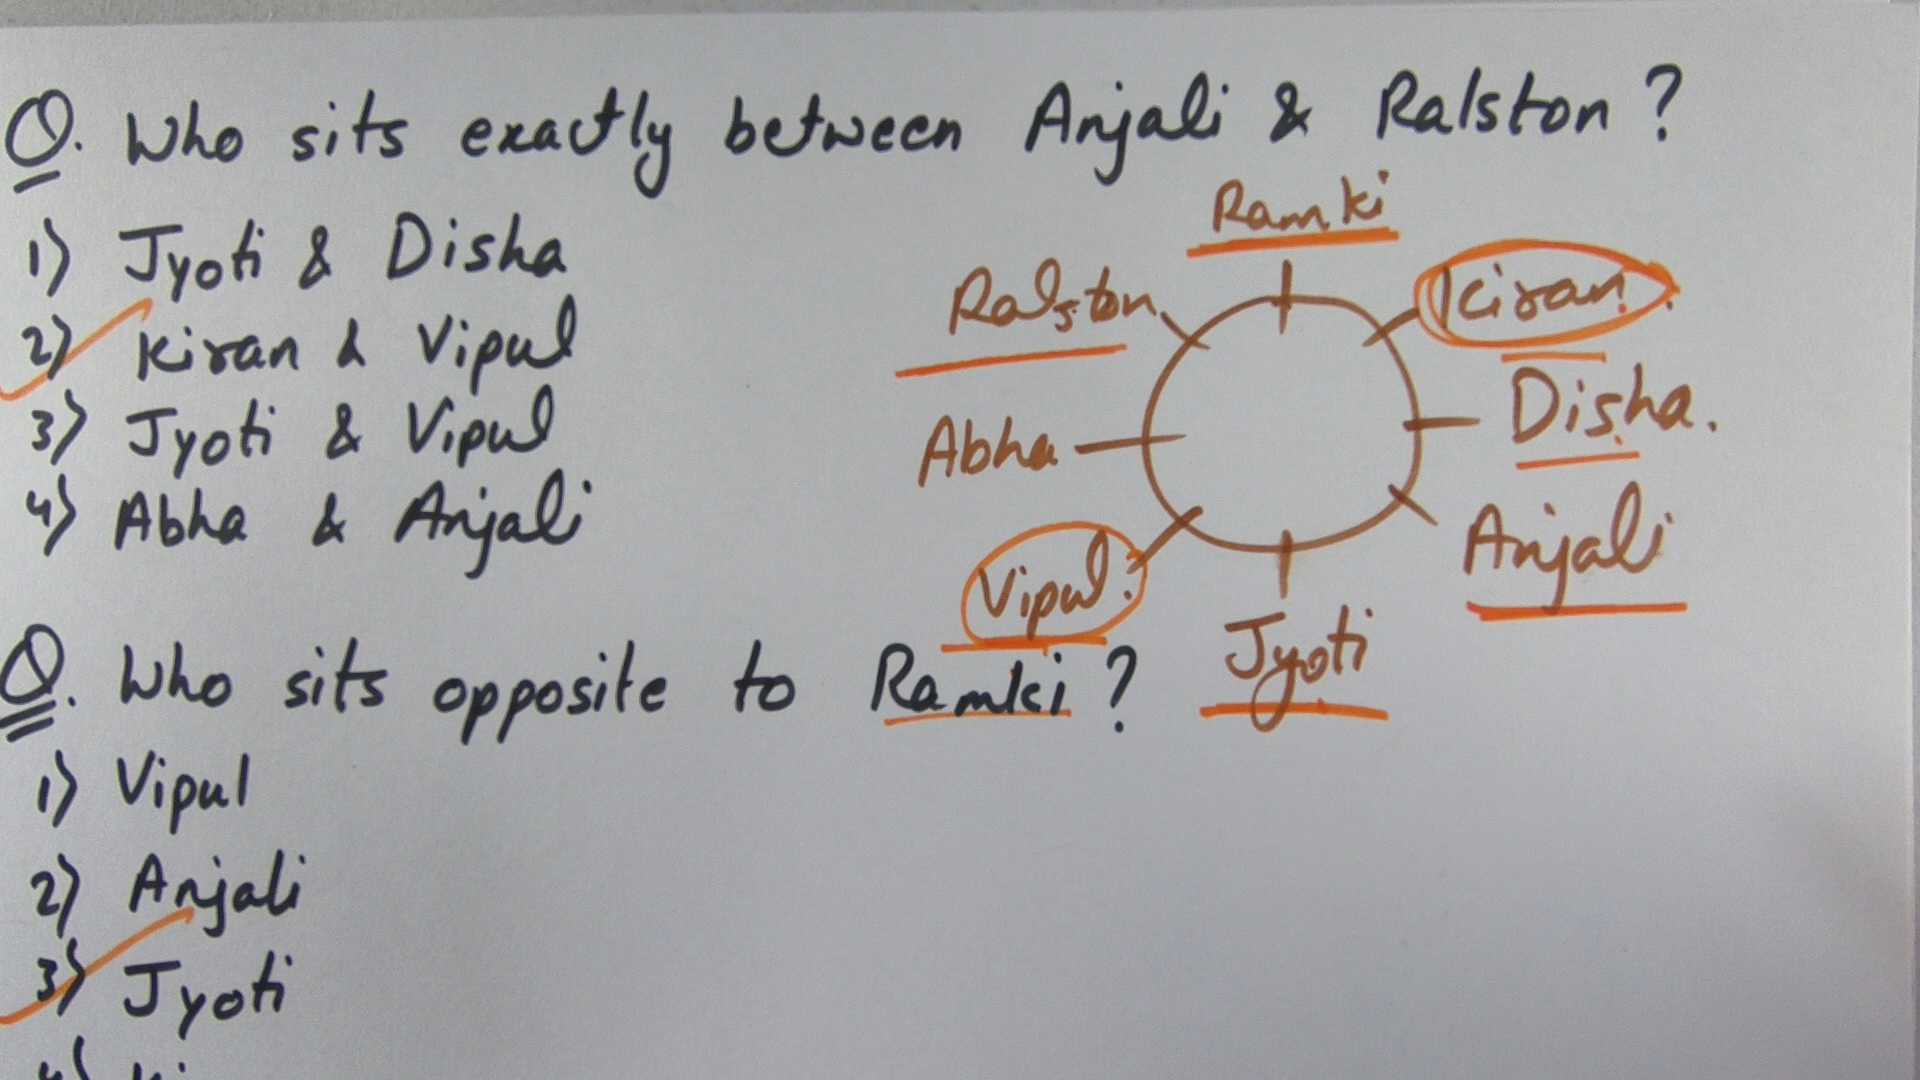 Q. Who sits exactly between Anjali & Ralston ?
1) Jyoti & Disha
2) Kiran & Vipul
3) Jyoti & Vipul
4) Abha & Anjali
Ramki
Ralston
Kiran.
Abha
Disha.
Vipul.
Anjali
Jyoti
Q. Who sits opposite to Ramki ?
1) Vipul
2) Anjali
3) Jyoti
4)